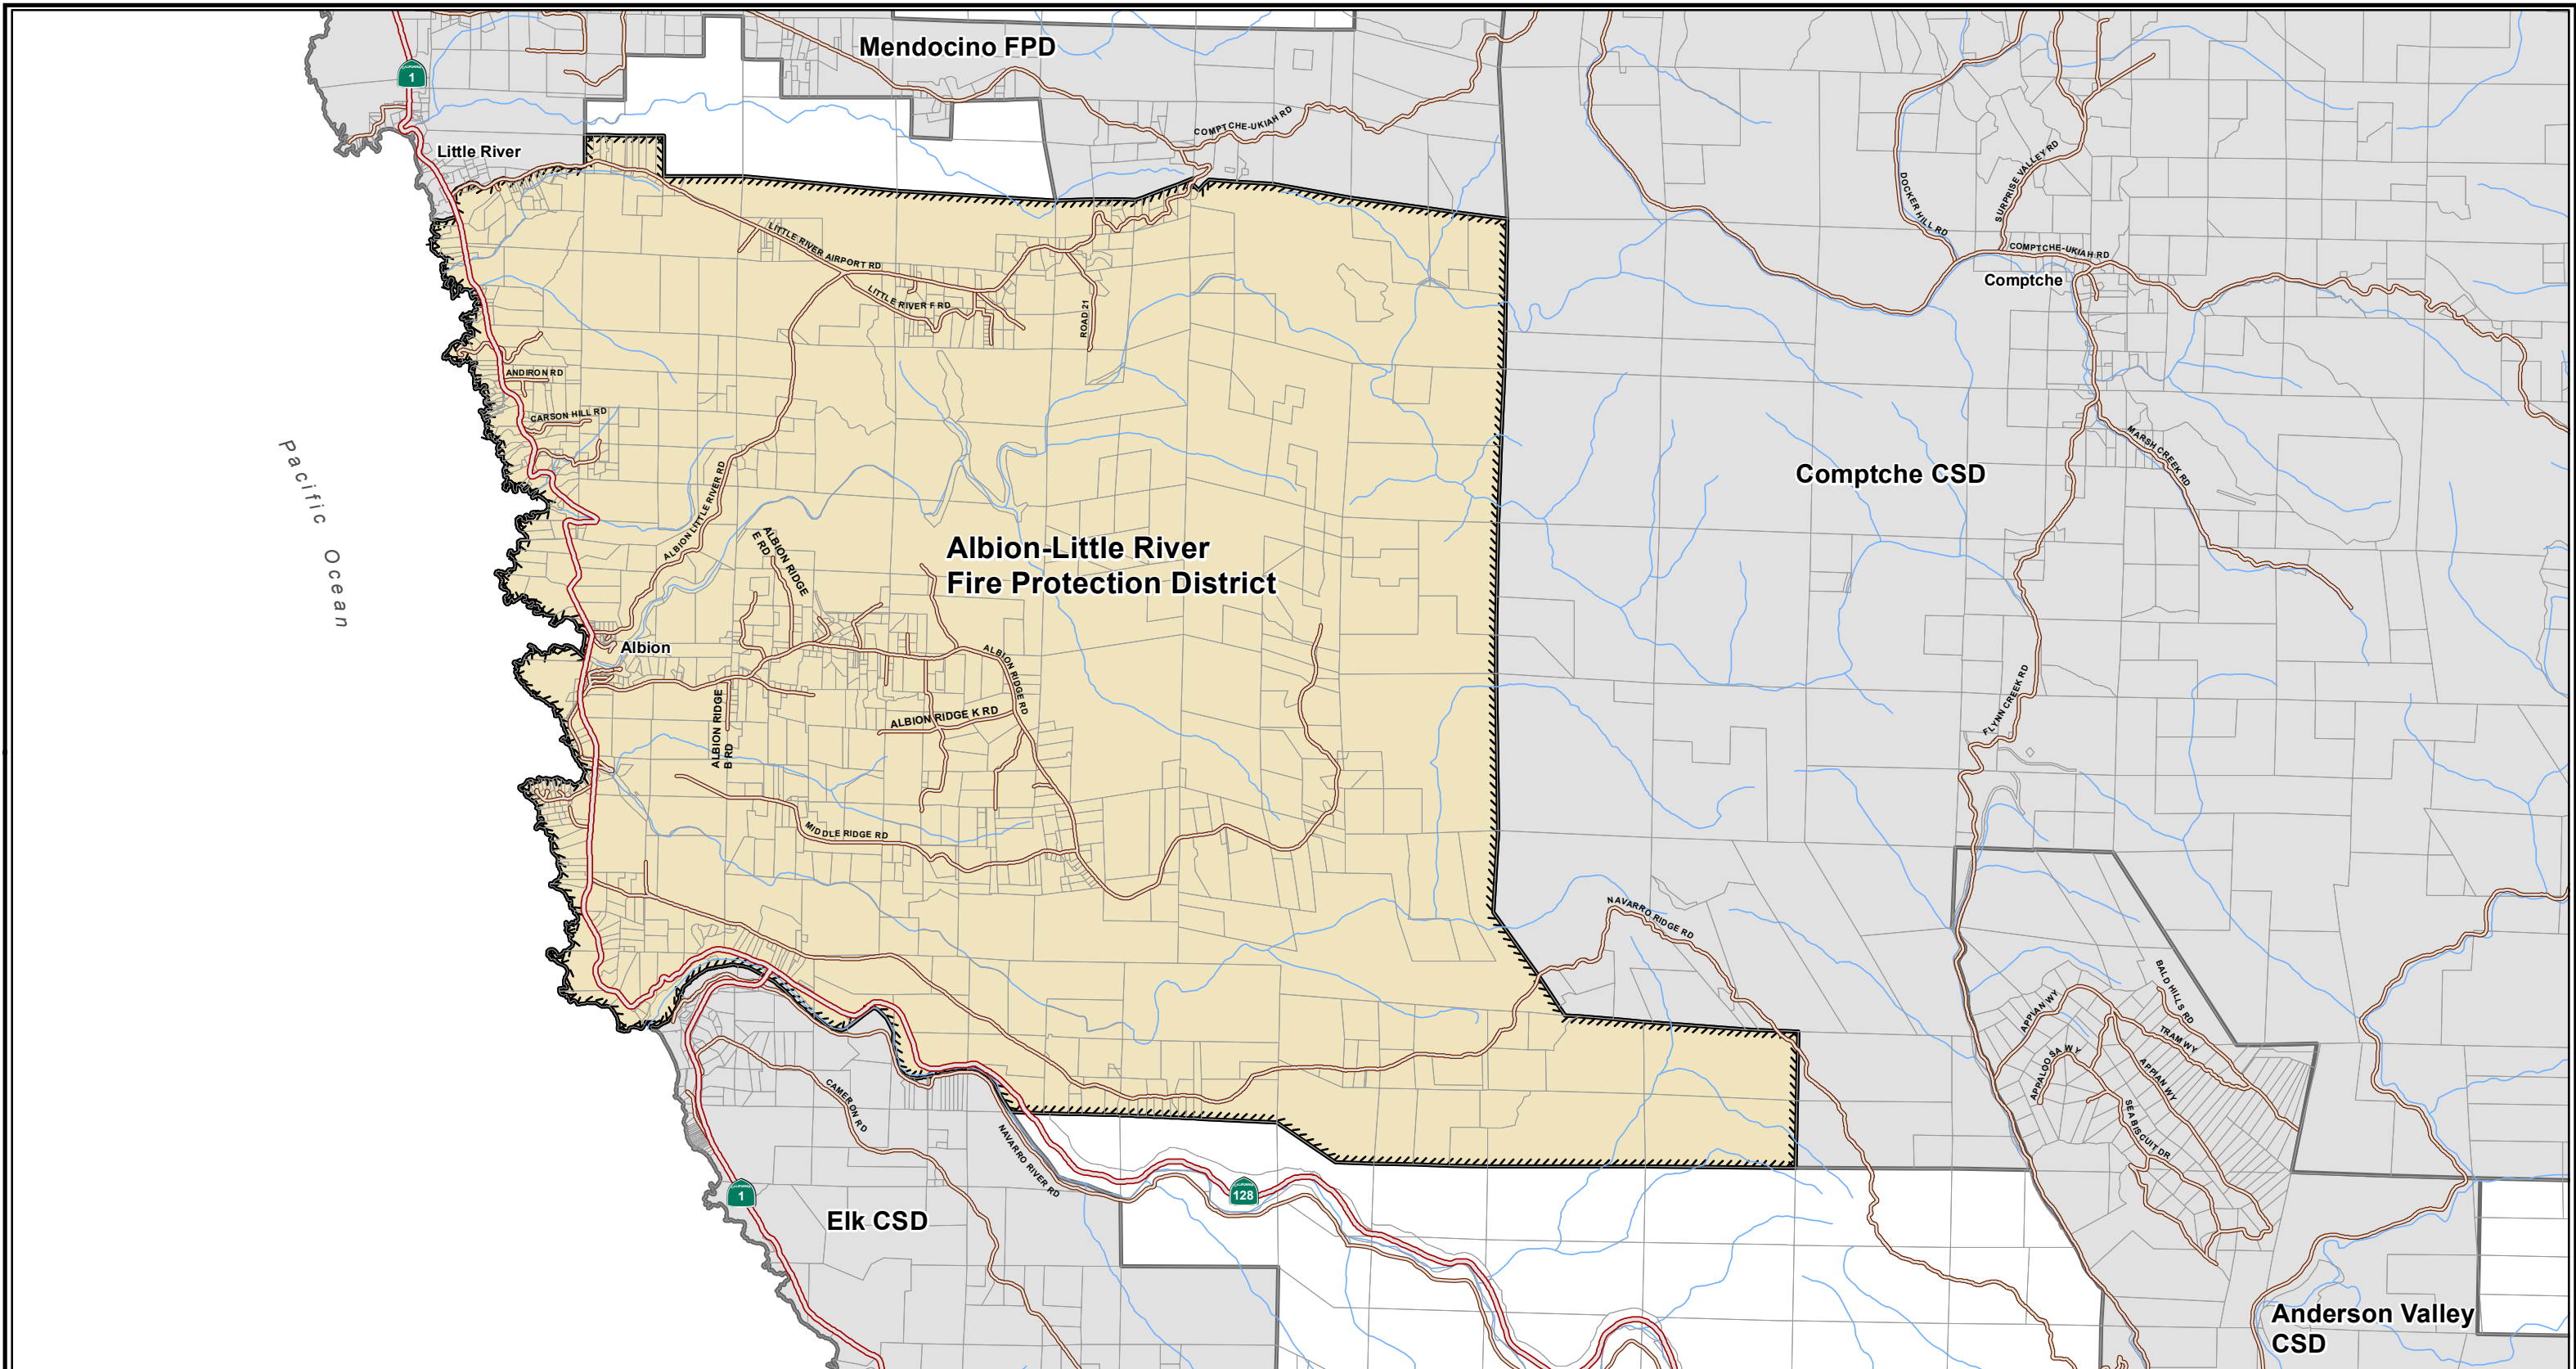 Mendocino FPD
CALIFORNIA
1
COMPTCHE-UKIAH RD
Little River
SURPRISE VALLEY RD
DOCKER HILL RD
LITTLE RIVER AIRPORT RD
COMPTCHE-UKIAH RD
Comptche
LITTLE RIVER F RD
ROAD 21
ANDIRON RD
CARSON HILL RD
MARSH CREEK RD
Pacific Ocean
Comptche CSD
ALBION LITTLE RIVER RD
ALBION RIDGE
E RD
Albion-Little River
Fire Protection District
Albion
ALBION RIDGE RD
FLYNN CREEK RD
ALBION RIDGE
B RD
ALBION RIDGE K RD
MIDDLE RIDGE RD
NAVARRO RIDGE RD
BALD HILLS RD
APPIAN WY
TRAM WY
APPALOOSA WY
APPIAN WY
CAMERON RD
SEABISCUIT DR
NAVARRO RIVER RD
CALIFORNIA
1
CALIFORNIA
128
Elk CSD
Anderson Valley
CSD